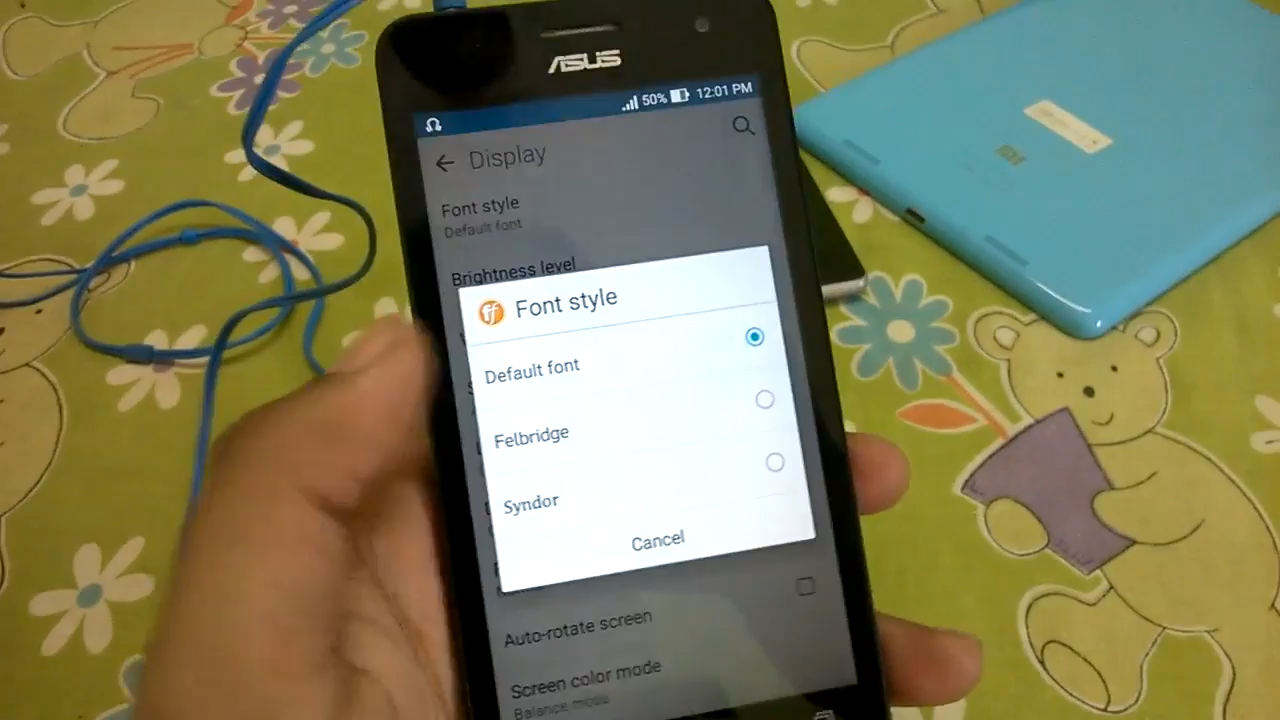 ASUS
50% 12:01 PM
Display
Font style
Default font
Brightness level
Font style
Default font
Felbridge
Syndor
Cancel
Auto-rotate screen
Screen color mode
Balance mode
mi